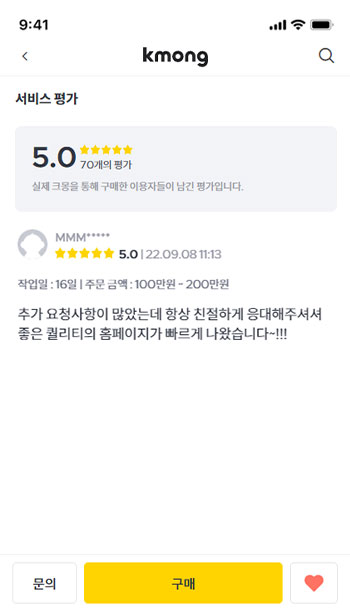 9:41
kmong
서비스 평가
5.0
70개의 평가
실제 크몽을 통해 구매한 이용자들이 남긴 평가입니다.
MMM*****
5.0 | 22.09.08 11:13
작업일 : 16일 | 주문 금액 : 100만원 - 200만원
추가 요청사항이 많았는데 항상 친절하게 응대해주셔셔
좋은 퀄리티의 홈페이지가 빠르게 나왔습니다~!!!
문의
구매